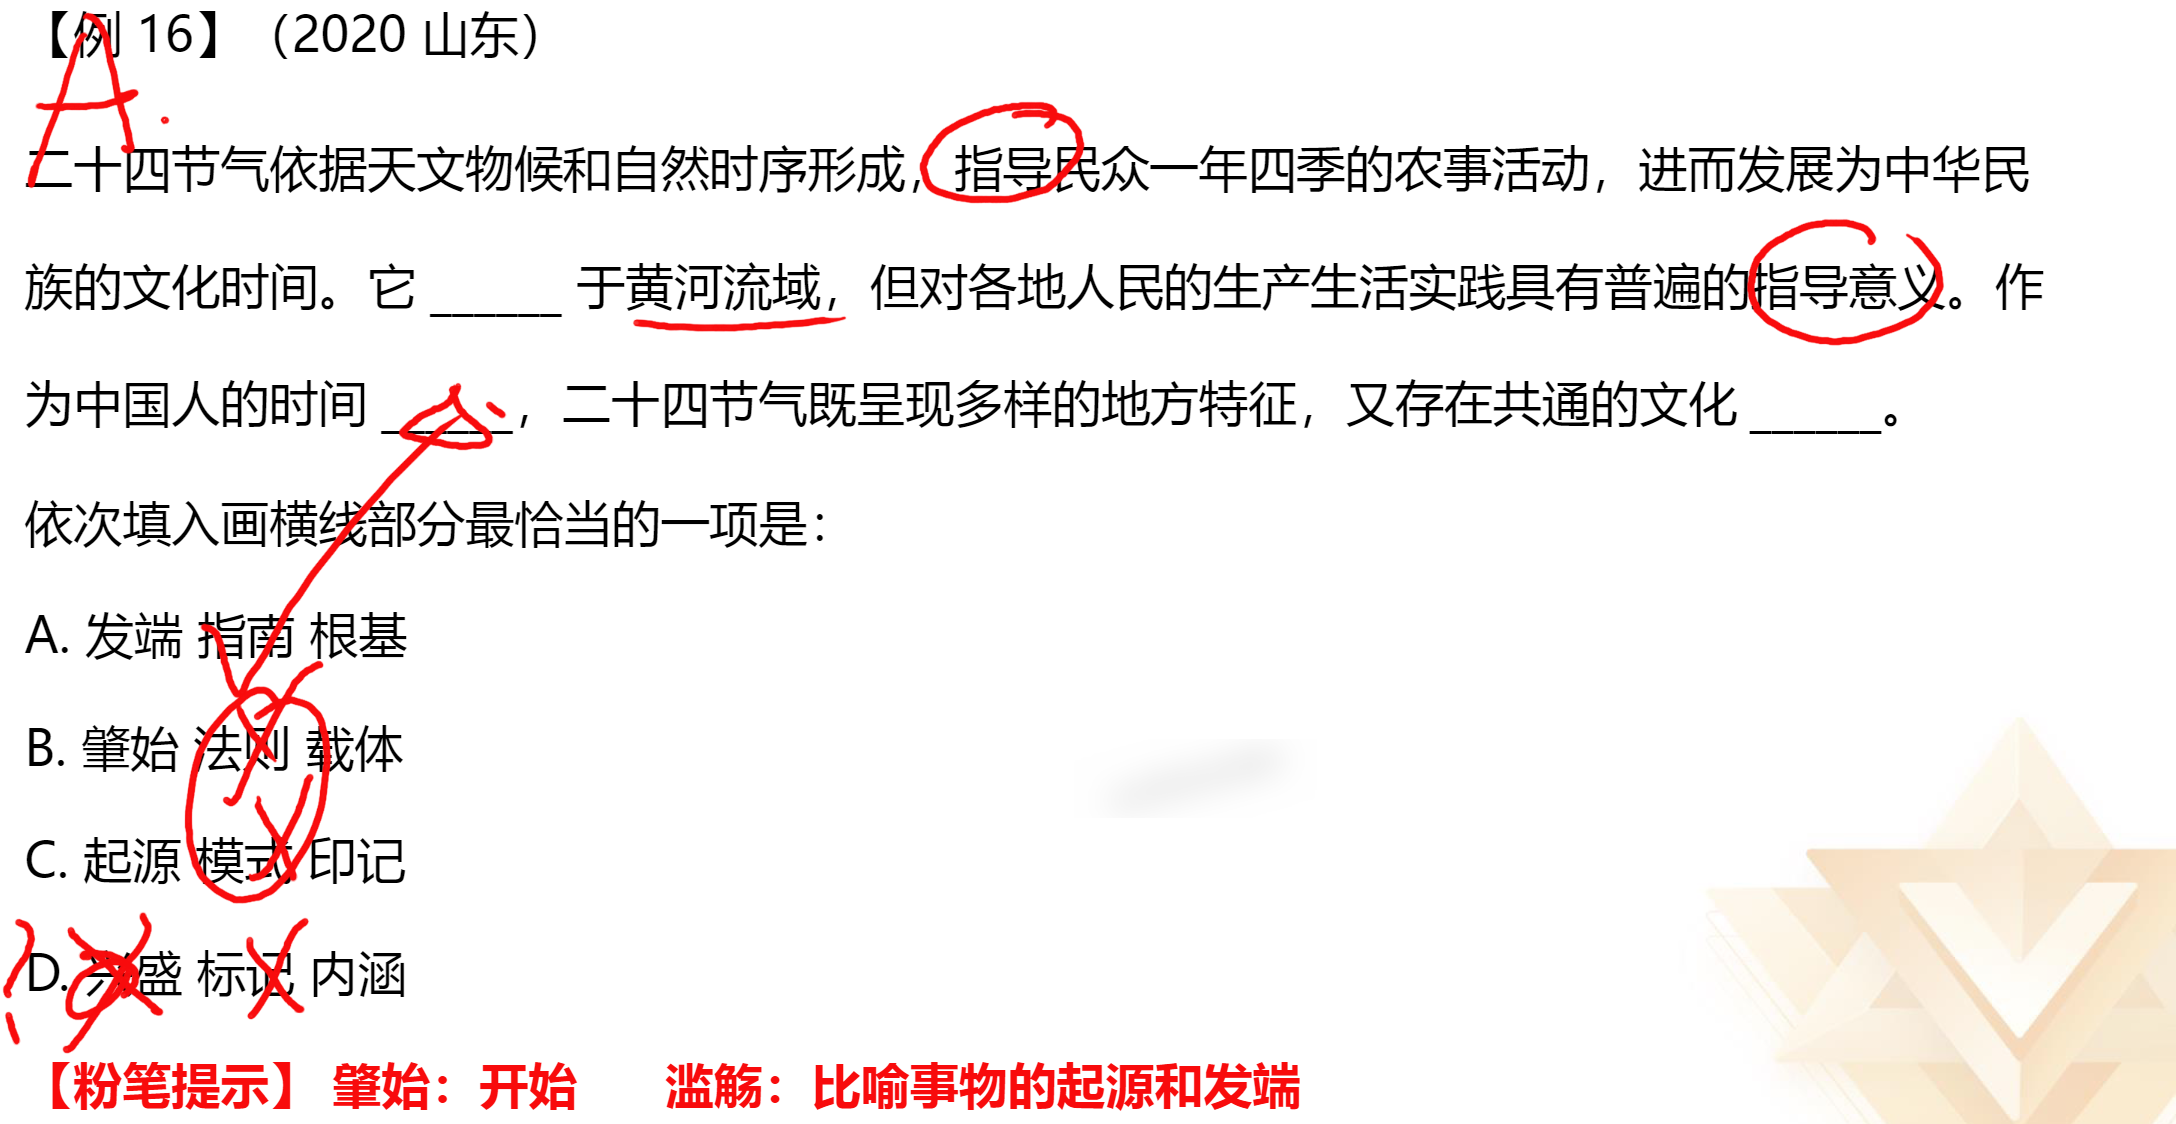 【例 16】（2020 山东）
A.
二十四节气依据天文物候和自然时序形成，指导民众一年四季的农事活动，进而发展为中华民
族的文化时间。它 ______ 于黄河流域，但对各地人民的生产生活实践具有普遍的指导意义。作
为中国人的时间 ______，二十四节气既呈现多样的地方特征，又存在共通的文化 ______。
依次填入画横线部分最恰当的一项是：
A. 发端 指南 根基
B. 肇始 法则 载体
C. 起源 模式 印记
D. 兴盛 标记 内涵
【粉笔提示】 肇始：开始 滥觞：比喻事物的起源和发端